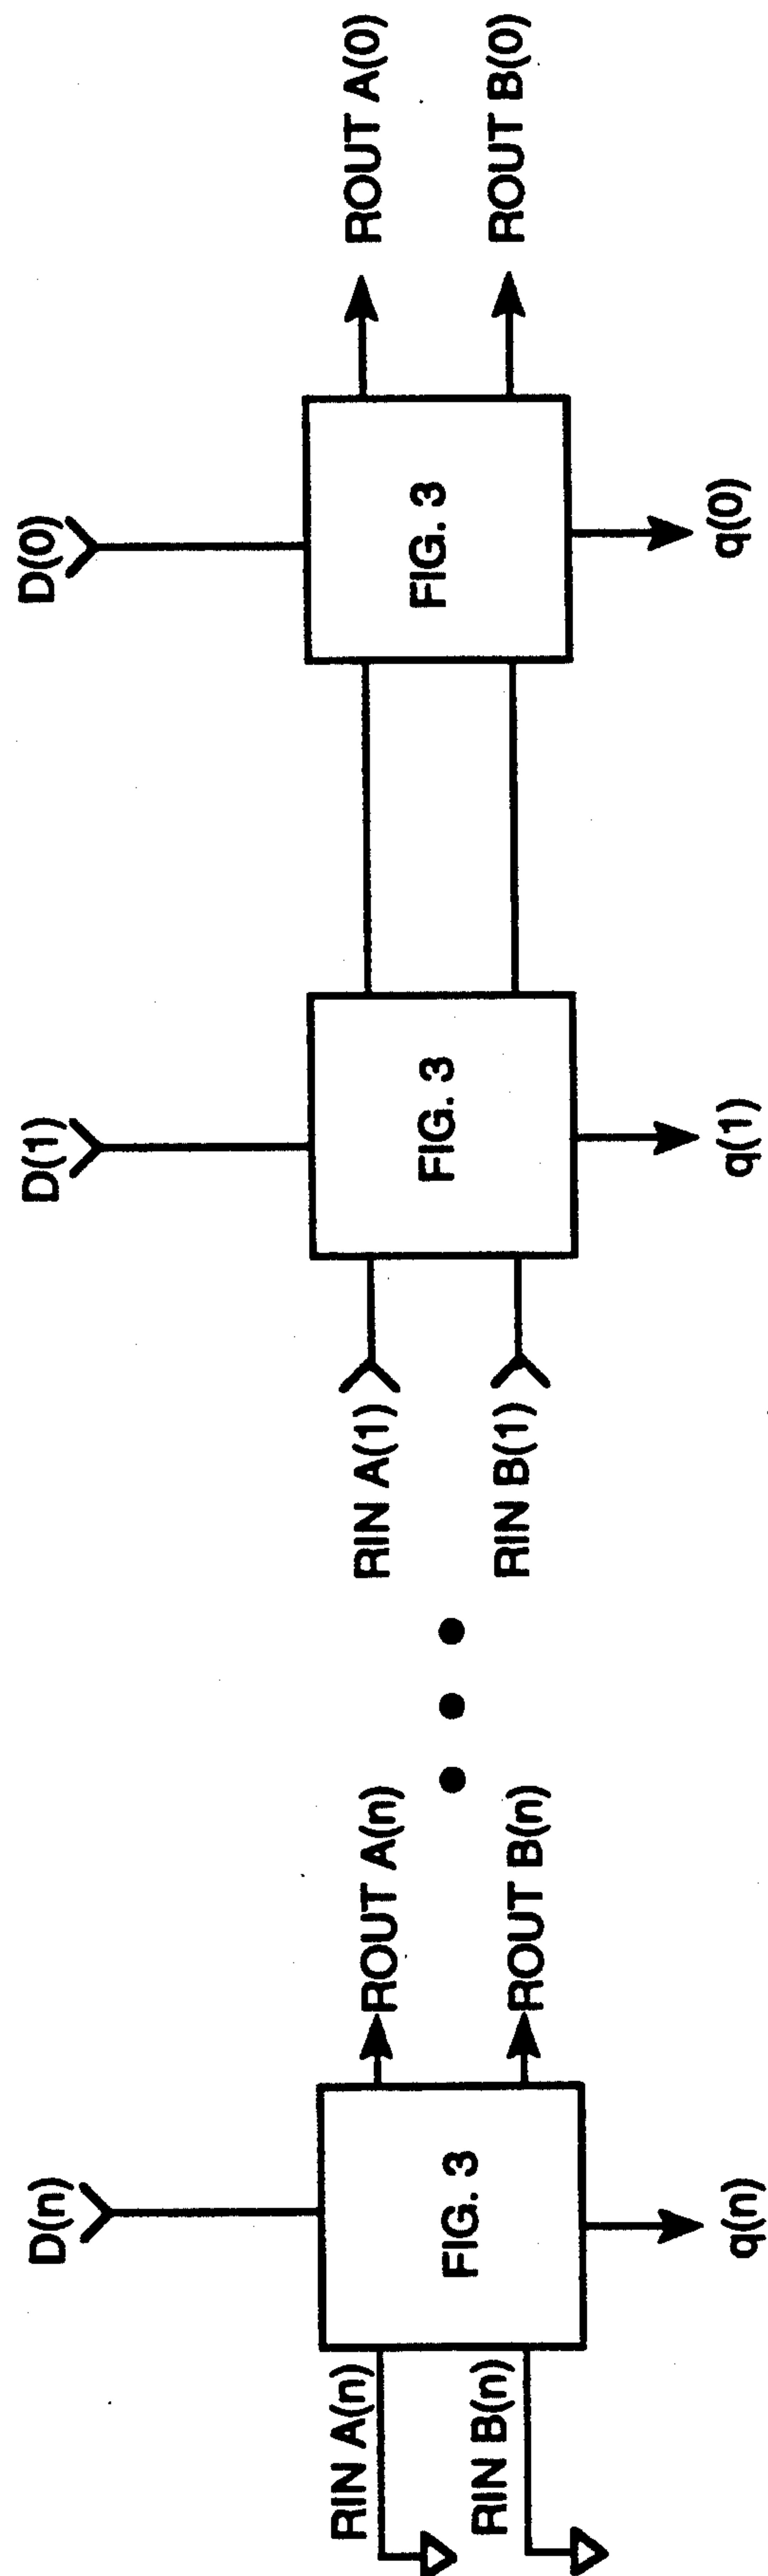 D(n)
D(1)
D(0)
RIN A(n)
ROUT A(n)
RIN A(1)
ROUT A(0)
FIG. 3
FIG. 3
FIG. 3
RIN B(n)
ROUT B(n)
RIN B(1)
ROUT B(0)
q(n)
q(1)
q(0)